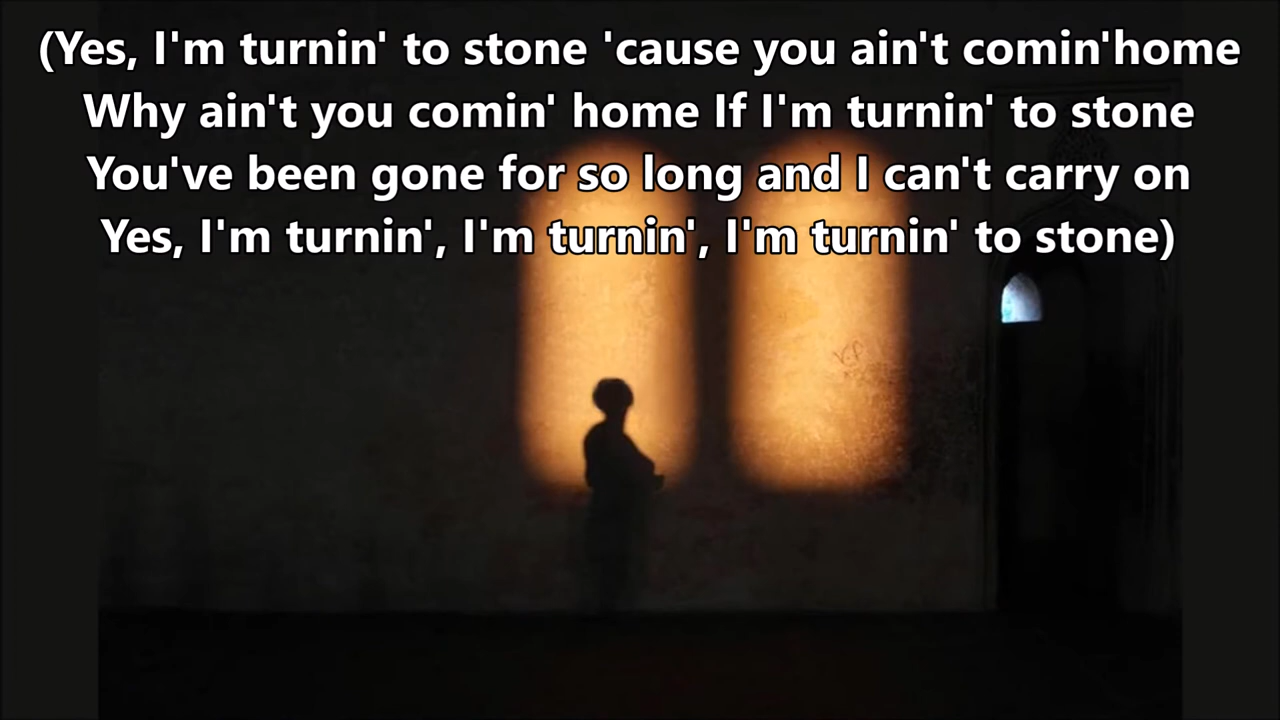 (Yes, I'm turnin' to stone 'cause you ain't comin'home
Why ain't you comin' home If I'm turnin' to stone
You've been gone for so long and I can't carry on
Yes, I'm turnin', I'm turnin', I'm turnin' to stone)